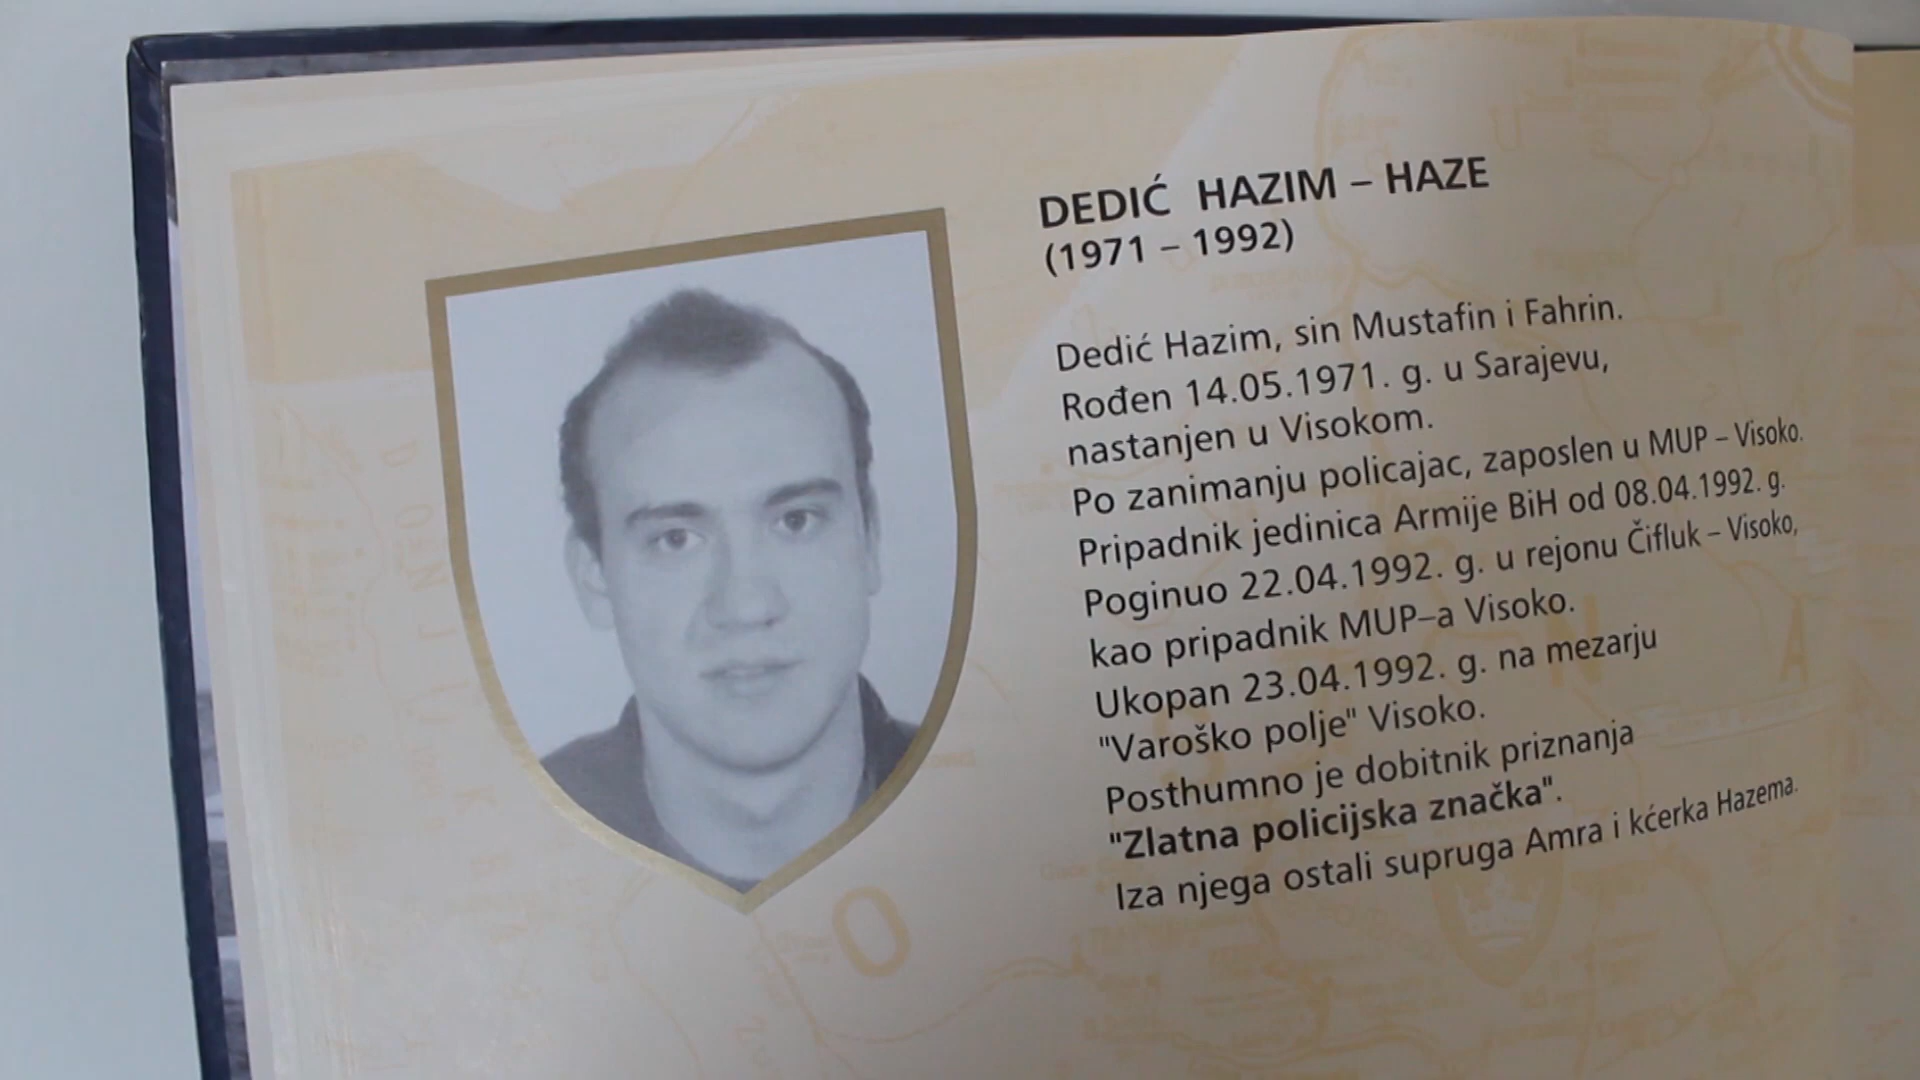 DEDIĆ HAZIM – HAZE
(1971 – 1992)
Dedić Hazim, sin Mustafin i Fahrin.
Rođen 14.05.1971. g. u Sarajevu,
nastanjen u Visokom.
Po zanimanju policajac, zaposlen u MUP – Visoko.
Pripadnik jedinica Armije BiH od 08.04.1992. g.
Poginuo 22.04.1992. g. u rejonu Čifluk – Visoko,
kao pripadnik MUP–a Visoko.
Ukopan 23.04.1992. g. na mezarju
"Varoško polje" Visoko.
Posthumno je dobitnik priznanja
"Zlatna policijska značka".
Iza njega ostali supruga Amra i kćerka Hazema.